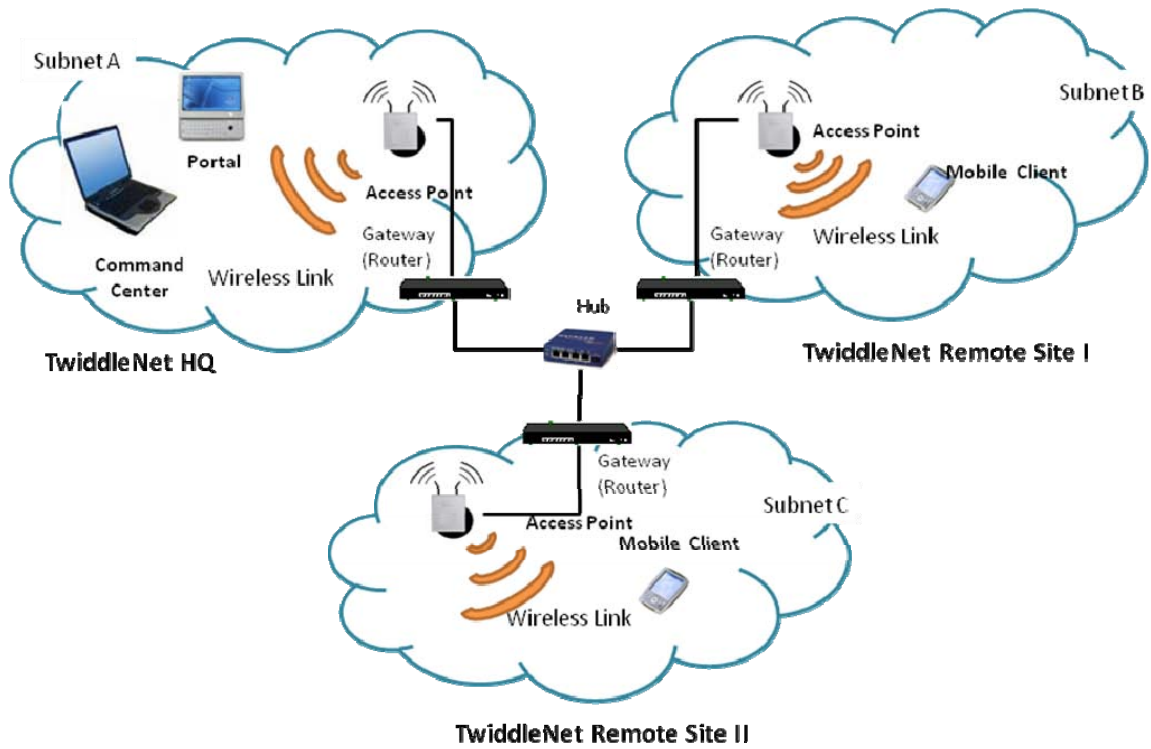 Subnet A
Portal
Access Point
Command
Center
Wireless Link
Gateway
(Router)
TwiddleNet HQ
Hub
Subnet B
Access Point
Mobile Client
Wireless Link
Gateway
(Router)
TwiddleNet Remote Site I
Gateway
(Router)
Subnet C
Access Point
Mobile Client
Wireless Link
TwiddleNet Remote Site II